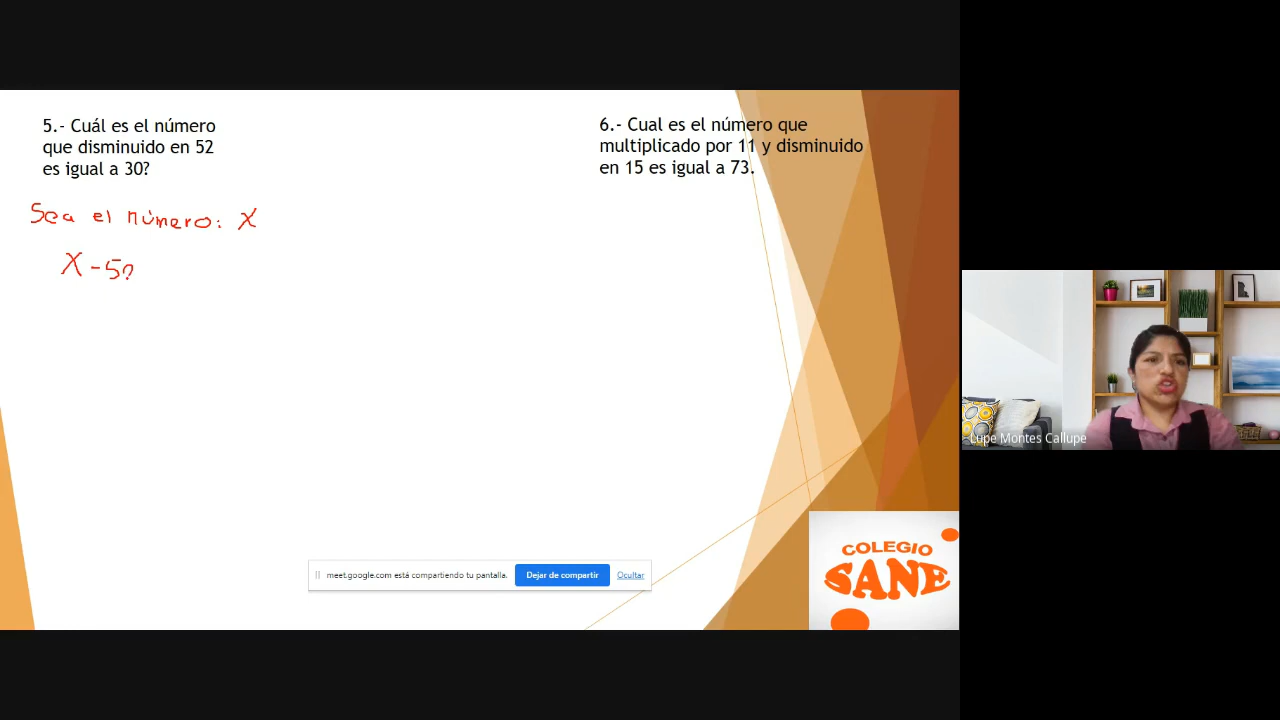 5.- Cuál es el número
que disminuido en 52
es igual a 30?
Sea el número: x
X - 52
6.- Cual es el número que
multiplicado por 11 y disminuido
en 15 es igual a 73.
meet.google.com está compartiendo tu pantalla.
Dejar de compartir
Ocultar
COLEGIO
SANE
Lupe Montes Callupe